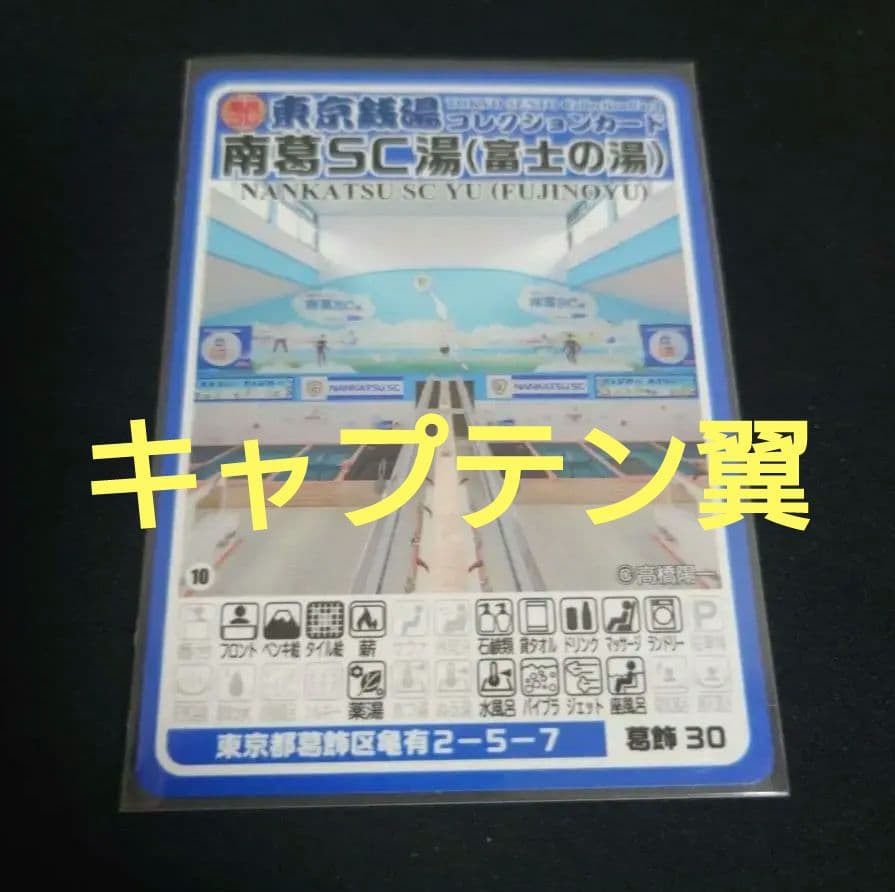 東京銭湯
TOKYO SENTO CollectionCard
コレクションカード
南葛SC湯(富士の湯)
NANKATSU SC YU (FUJINOYU)
南葛SC
南葛SC
NANKATSU SC
NANKATSU SC
キャプテン翼
10
©高橋陽一
フロント ペンキ絵 タイル絵 薪 石鹸類 貸タオル ドリンク マッサージ ランドリー
P
薬湯 水風呂 バイブラ ジェット 座風呂
東京都葛飾区亀有2-5-7
葛飾 30